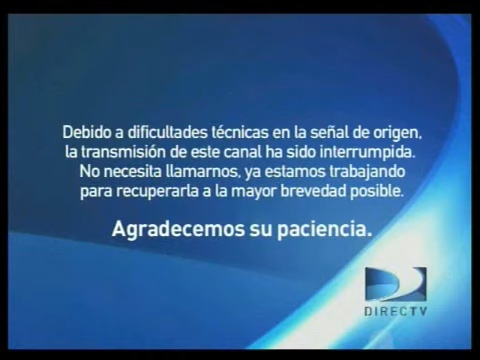 Debido a dificultades técnicas en la señal de origen,
la transmisión de este canal ha sido interrumpida.
No necesita llamarnos, ya estamos trabajando
para recuperarla a la mayor brevedad posible.
Agradecemos su paciencia.
DIRECTV